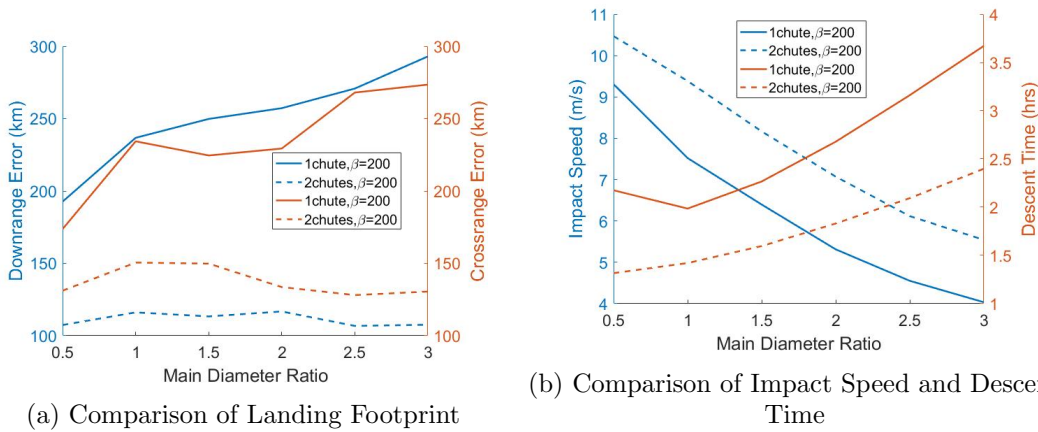 300
250
200
150
100
Downrange Error (km)
1chute,β=200
2chutes,β=200
1chute,β=200
2chutes,β=200
300
250
200
150
100
Crossrange Error (km)
0.5 1 1.5 2 2.5 3
Main Diameter Ratio
(a) Comparison of Landing Footprint
11
10
9
8
7
6
5
4
Impact Speed (m/s)
1chute,β=200
2chutes,β=200
1chute,β=200
2chutes,β=200
4
3.5
3
2.5
2
1.5
1
Descent Time (hrs)
0.5 1 1.5 2 2.5 3
Main Diameter Ratio
(b) Comparison of Impact Speed and Descen
Time